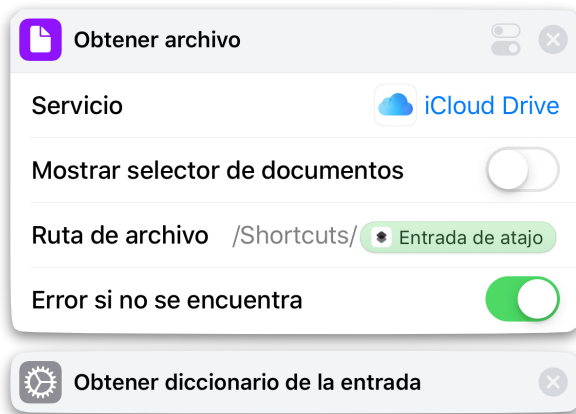 Obtener archivo
Servicio iCloud Drive
Mostrar selector de documentos
Ruta de archivo /Shortcuts/ Entrada de atajo
Error si no se encuentra
Obtener diccionario de la entrada